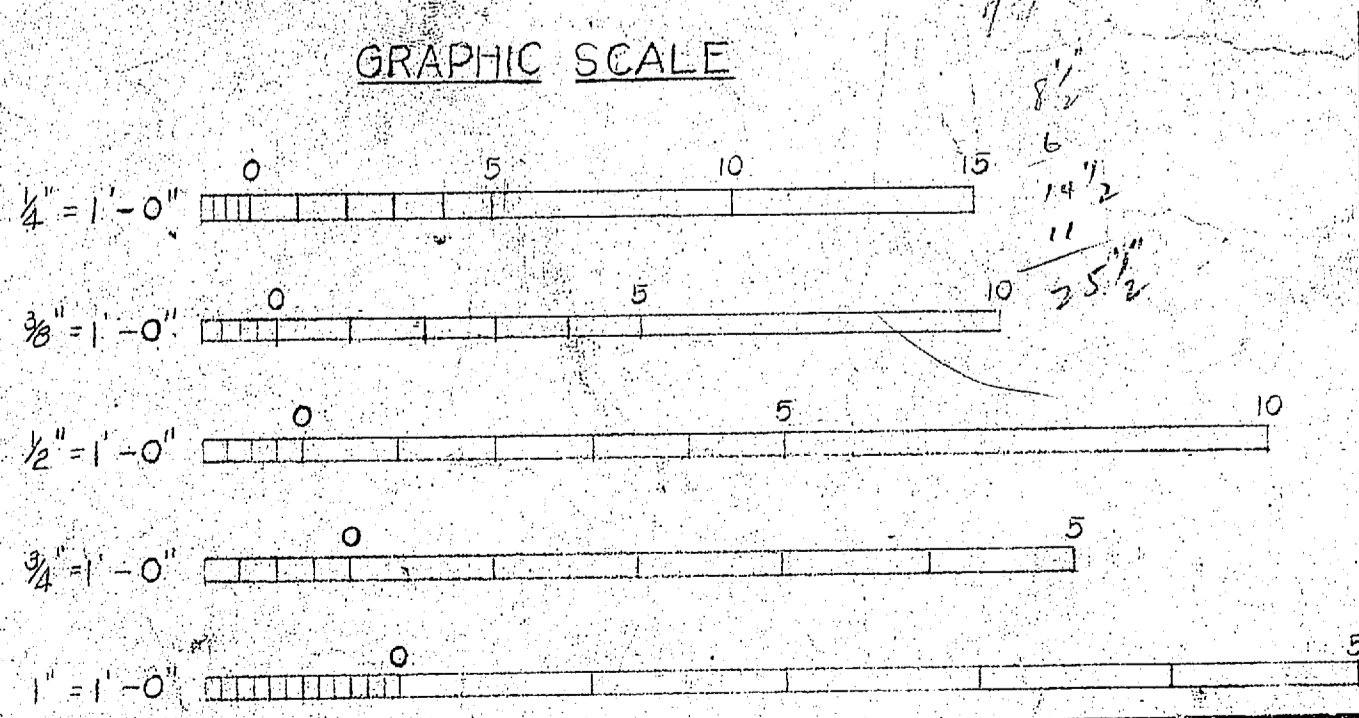 GRAPHIC SCALE
8 1/2"
6
14 1/2
11
25 1/2"
0 5 10 15
1/4" = 1'-0"
0 5 10
3/8" = 1'-0"
0 5 10
1/2" = 1'-0"
0 5
3/4" = 1'-0"
0 5
1" = 1'-0"